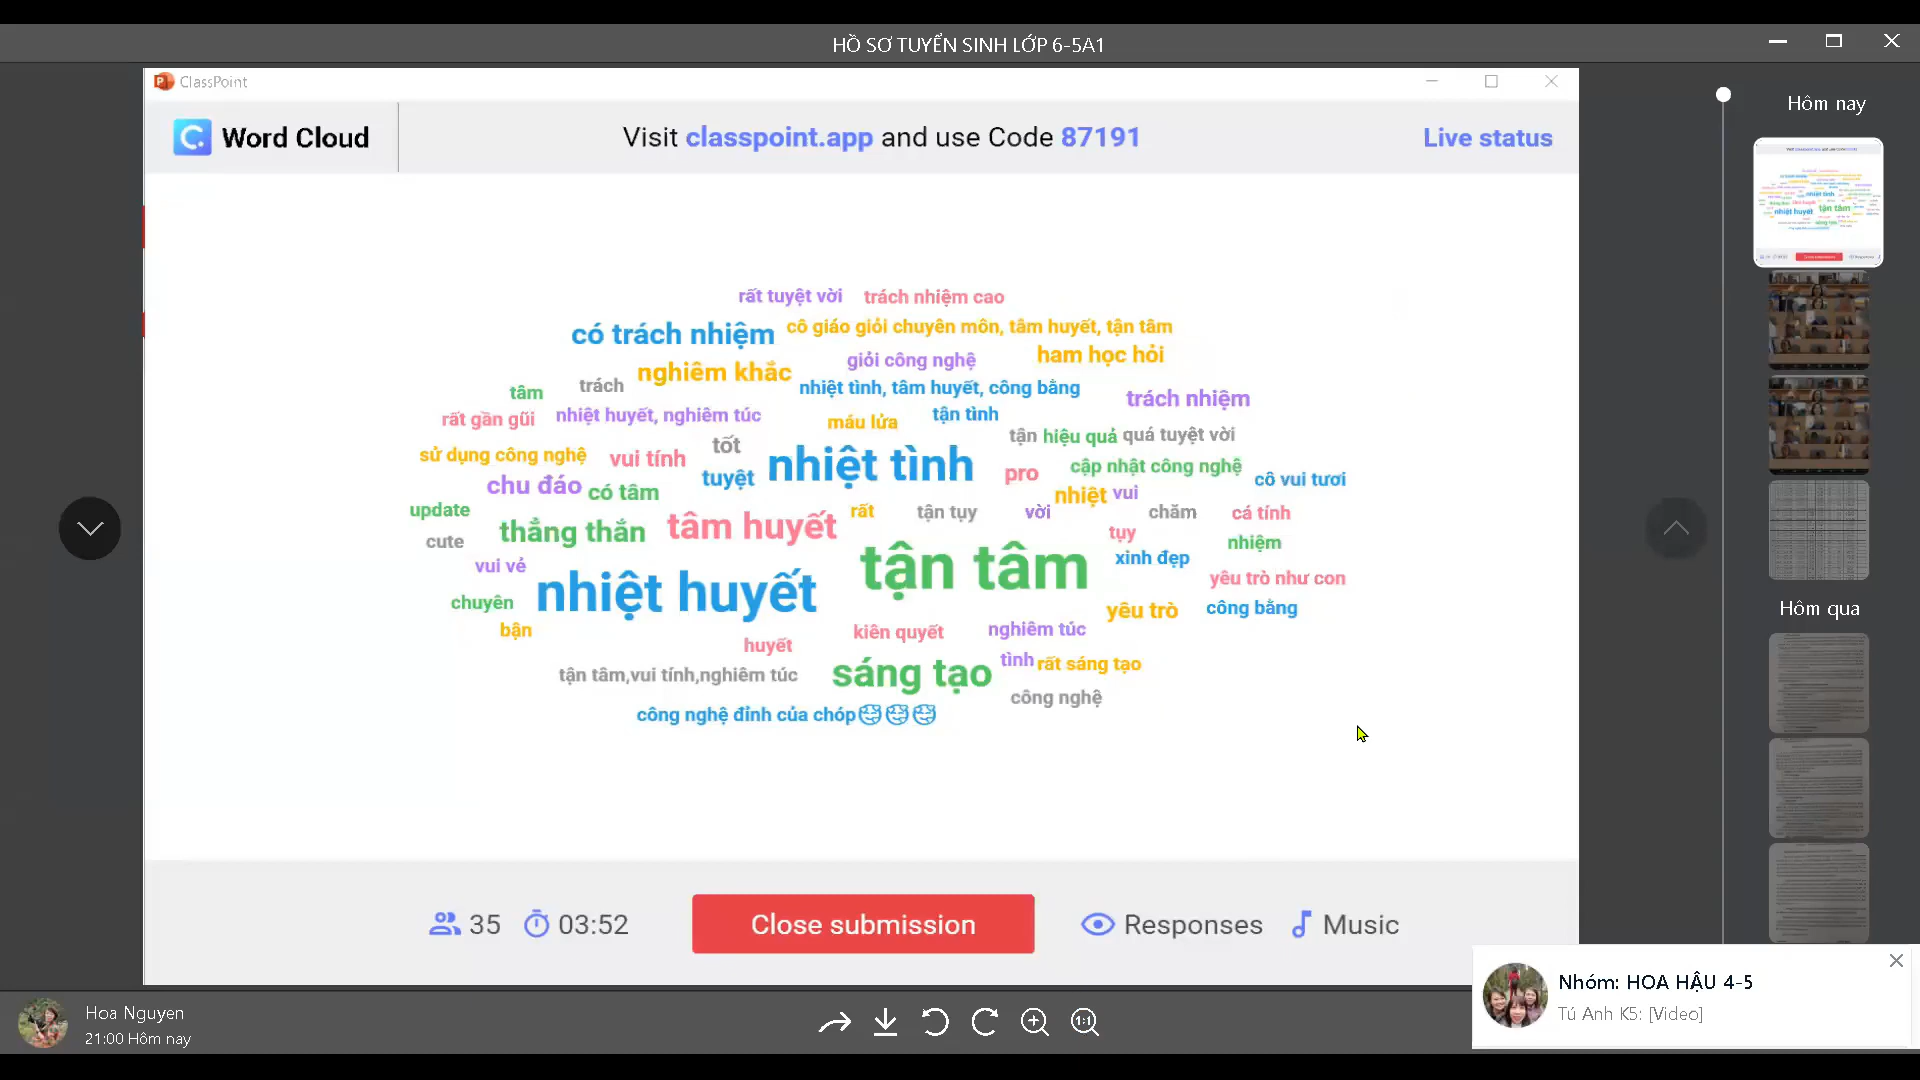 HỒ SƠ TUYỂN SINH LỚP 6-5A1
ClassPoint
Word Cloud
Visit classpoint.app and use Code 87191
Live status
Hôm nay
rất tuyệt vời trách nhiệm cao
có trách nhiệm cô giáo giỏi chuyên môn, tâm huyết, tận tâm
nghiêm khắc giỏi công nghệ ham học hỏi
tâm trách nhiệt tình, tâm huyết, công bằng trách nhiệm
rất gần gũi nhiệt huyết, nghiêm túc máu lửa tận tình
tận hiệu quả quá tuyệt vời
sử dụng công nghệ vui tính tốt nhiệt tình pro cập nhật công nghệ cô vui tươi
chu đáo có tâm tuyệt nhiệt vui
update thẳng thắn tâm huyết rất tận tụy vời chăm cá tính
cute tụy nhiệm
vui vẻ nhiệt huyết tận tâm xinh đẹp yêu trò như con
chuyên yêu trò công bằng
bận huyết kiên quyết nghiêm túc
tận tâm,vui tính,nghiêm túc sáng tạo tình rất sáng tạo
công nghệ
công nghệ đỉnh của chóp🥰🥰🥰
Hôm qua
35 03:52
Close submission
Responses
Music
Nhóm: HOA HẬU 4-5
Tú Anh K5: [Video]
Hoa Nguyen
21:00 Hôm nay
1:1